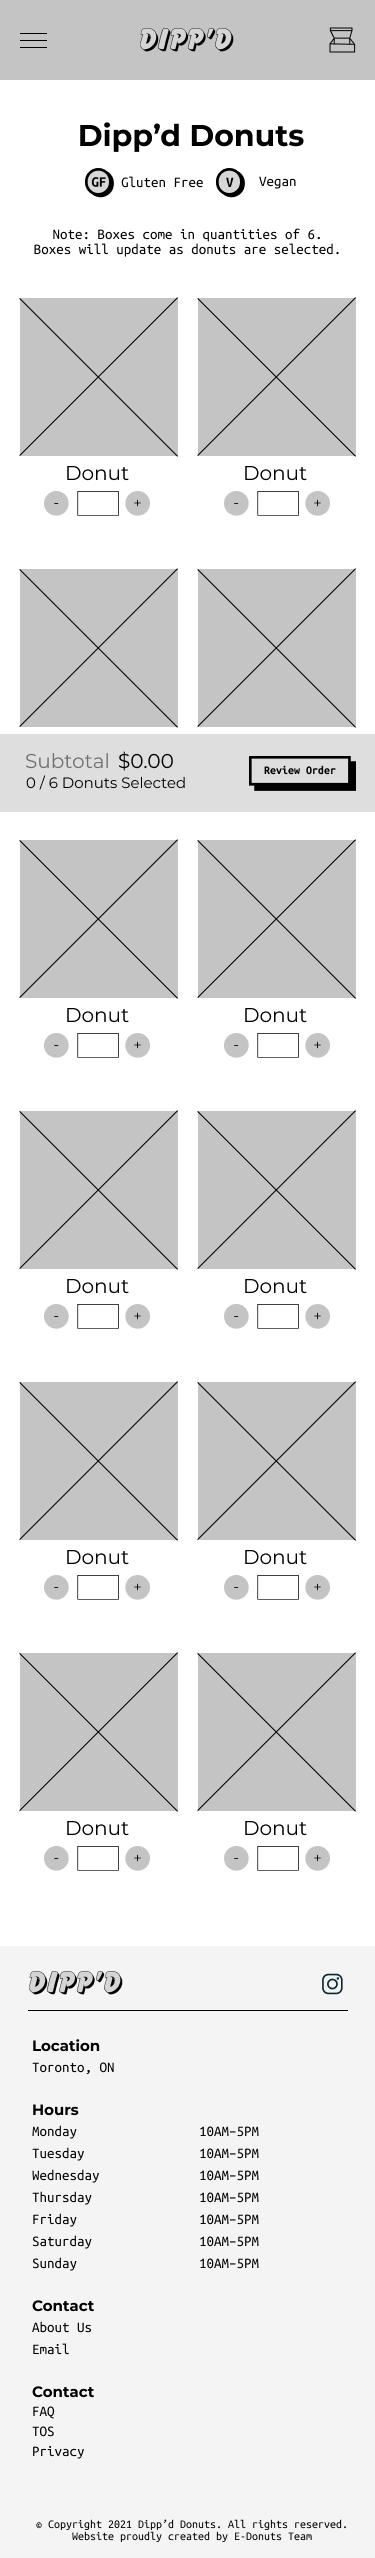 DIPP'D
Dipp’d Donuts
GF Gluten Free V Vegan
Note: Boxes come in quantities of 6.
Boxes will update as donuts are selected.
Donut Donut
- + - +
Subtotal $0.00
0 / 6 Donuts Selected
Review Order
Donut Donut
- + - +
Donut Donut
- + - +
Donut Donut
- + - +
Donut Donut
- + - +
DIPP'D
Location
Toronto, ON
Hours
Monday 10AM–5PM
Tuesday 10AM–5PM
Wednesday 10AM–5PM
Thursday 10AM–5PM
Friday 10AM–5PM
Saturday 10AM–5PM
Sunday 10AM–5PM
Contact
About Us
Email
Contact
FAQ
TOS
Privacy
© Copyright 2021 Dipp’d Donuts. All rights reserved.
Website proudly created by E-Donuts Team